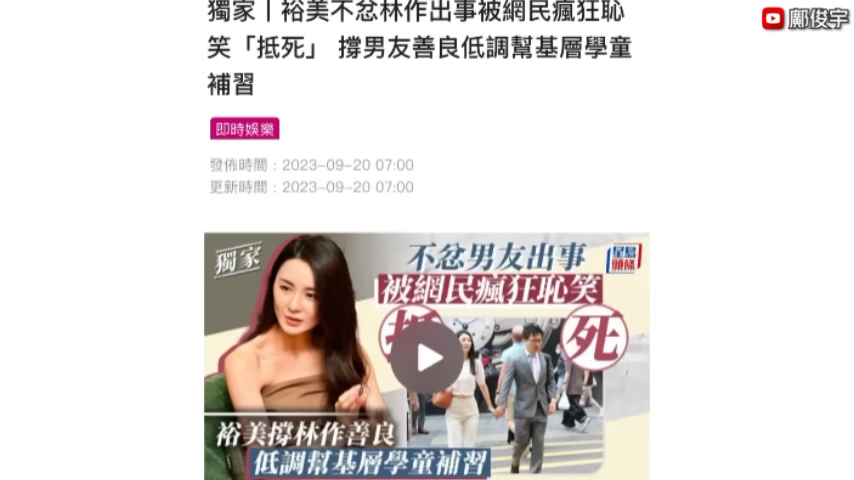 鄺俊宇
獨家丨裕美不忿林作出事被網民瘋狂恥
笑「抵死」 撐男友善良低調幫基層學童
補習
即時娛樂
發佈時間：2023-09-20 07:00
更新時間：2023-09-20 07:00
獨家
不忿男友出事
星島
頭條
被網民瘋狂恥笑
抵死
裕美撐林作善良
低調幫基層學童補習